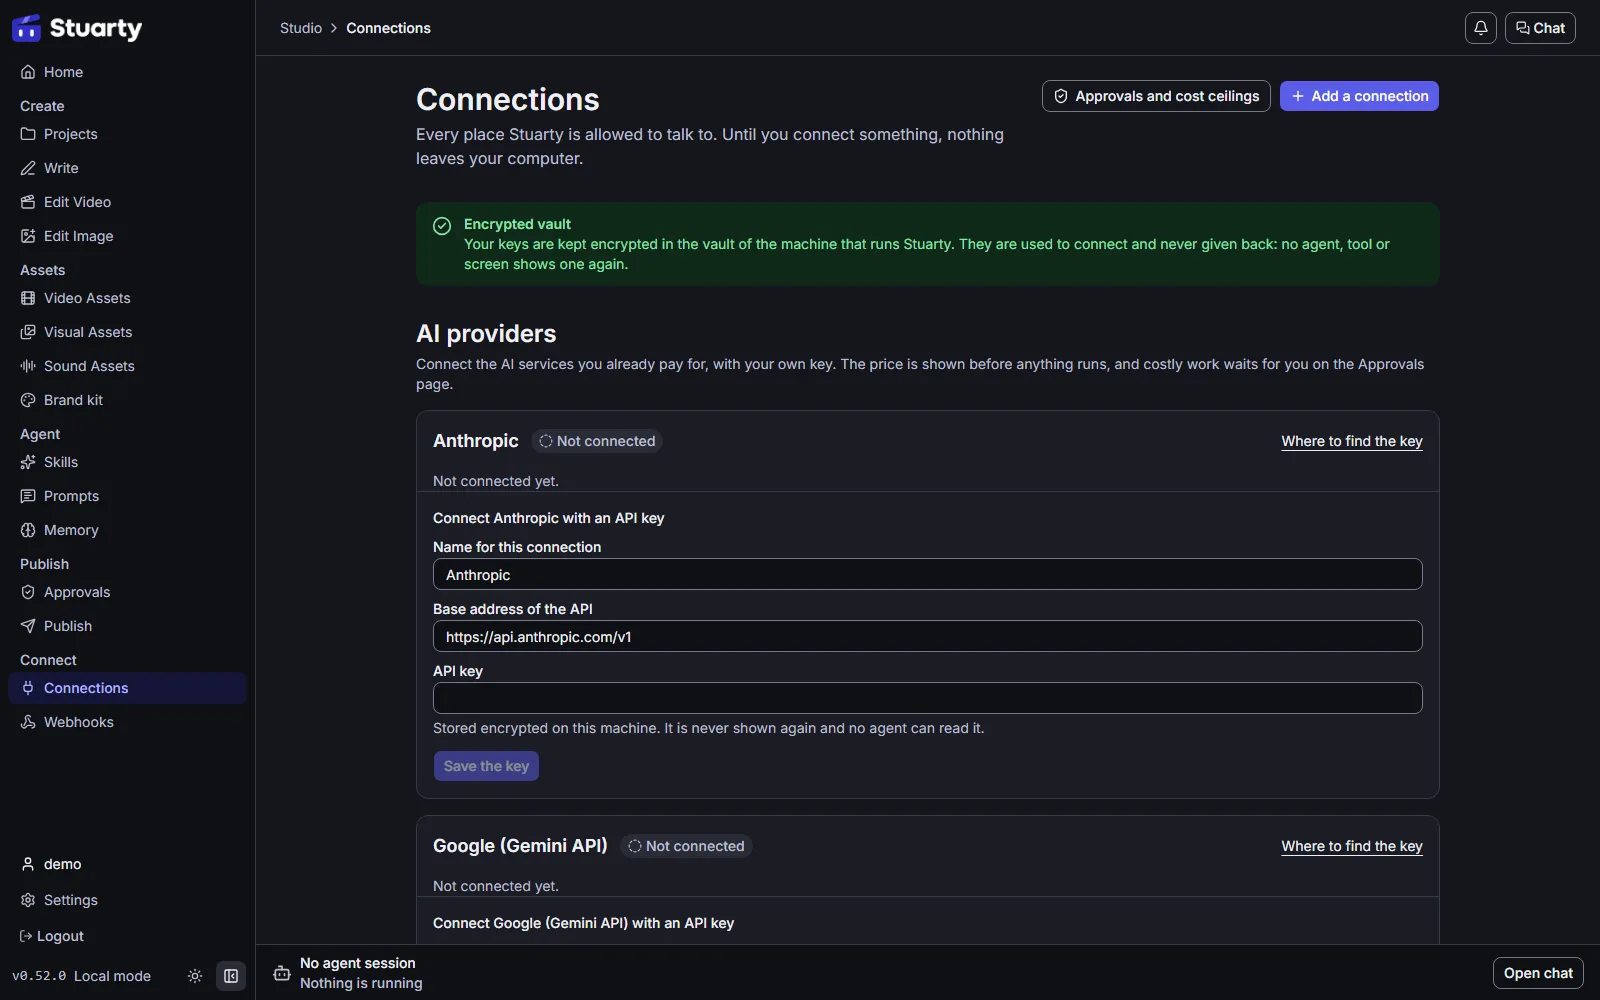 Stuarty
Home
Create
Projects
Write
Edit Video
Edit Image
Assets
Video Assets
Visual Assets
Sound Assets
Brand kit
Agent
Skills
Prompts
Memory
Publish
Approvals
Publish
Connect
Connections
Webhooks
demo
Settings
Logout
v0.52.0 Local mode
Studio > Connections
Chat
Connections
Approvals and cost ceilings
+ Add a connection
Every place Stuarty is allowed to talk to. Until you connect something, nothing
leaves your computer.
Encrypted vault
Your keys are kept encrypted in the vault of the machine that runs Stuarty. They are used to connect and never given back: no agent, tool or
screen shows one again.
AI providers
Connect the AI services you already pay for, with your own key. The price is shown before anything runs, and costly work waits for you on the Approvals
page.
Anthropic
Not connected
Where to find the key
Not connected yet.
Connect Anthropic with an API key
Name for this connection
Anthropic
Base address of the API
https://api.anthropic.com/v1
API key
Stored encrypted on this machine. It is never shown again and no agent can read it.
Save the key
Google (Gemini API)
Not connected
Where to find the key
Not connected yet.
Connect Google (Gemini API) with an API key
No agent session
Nothing is running
Open chat